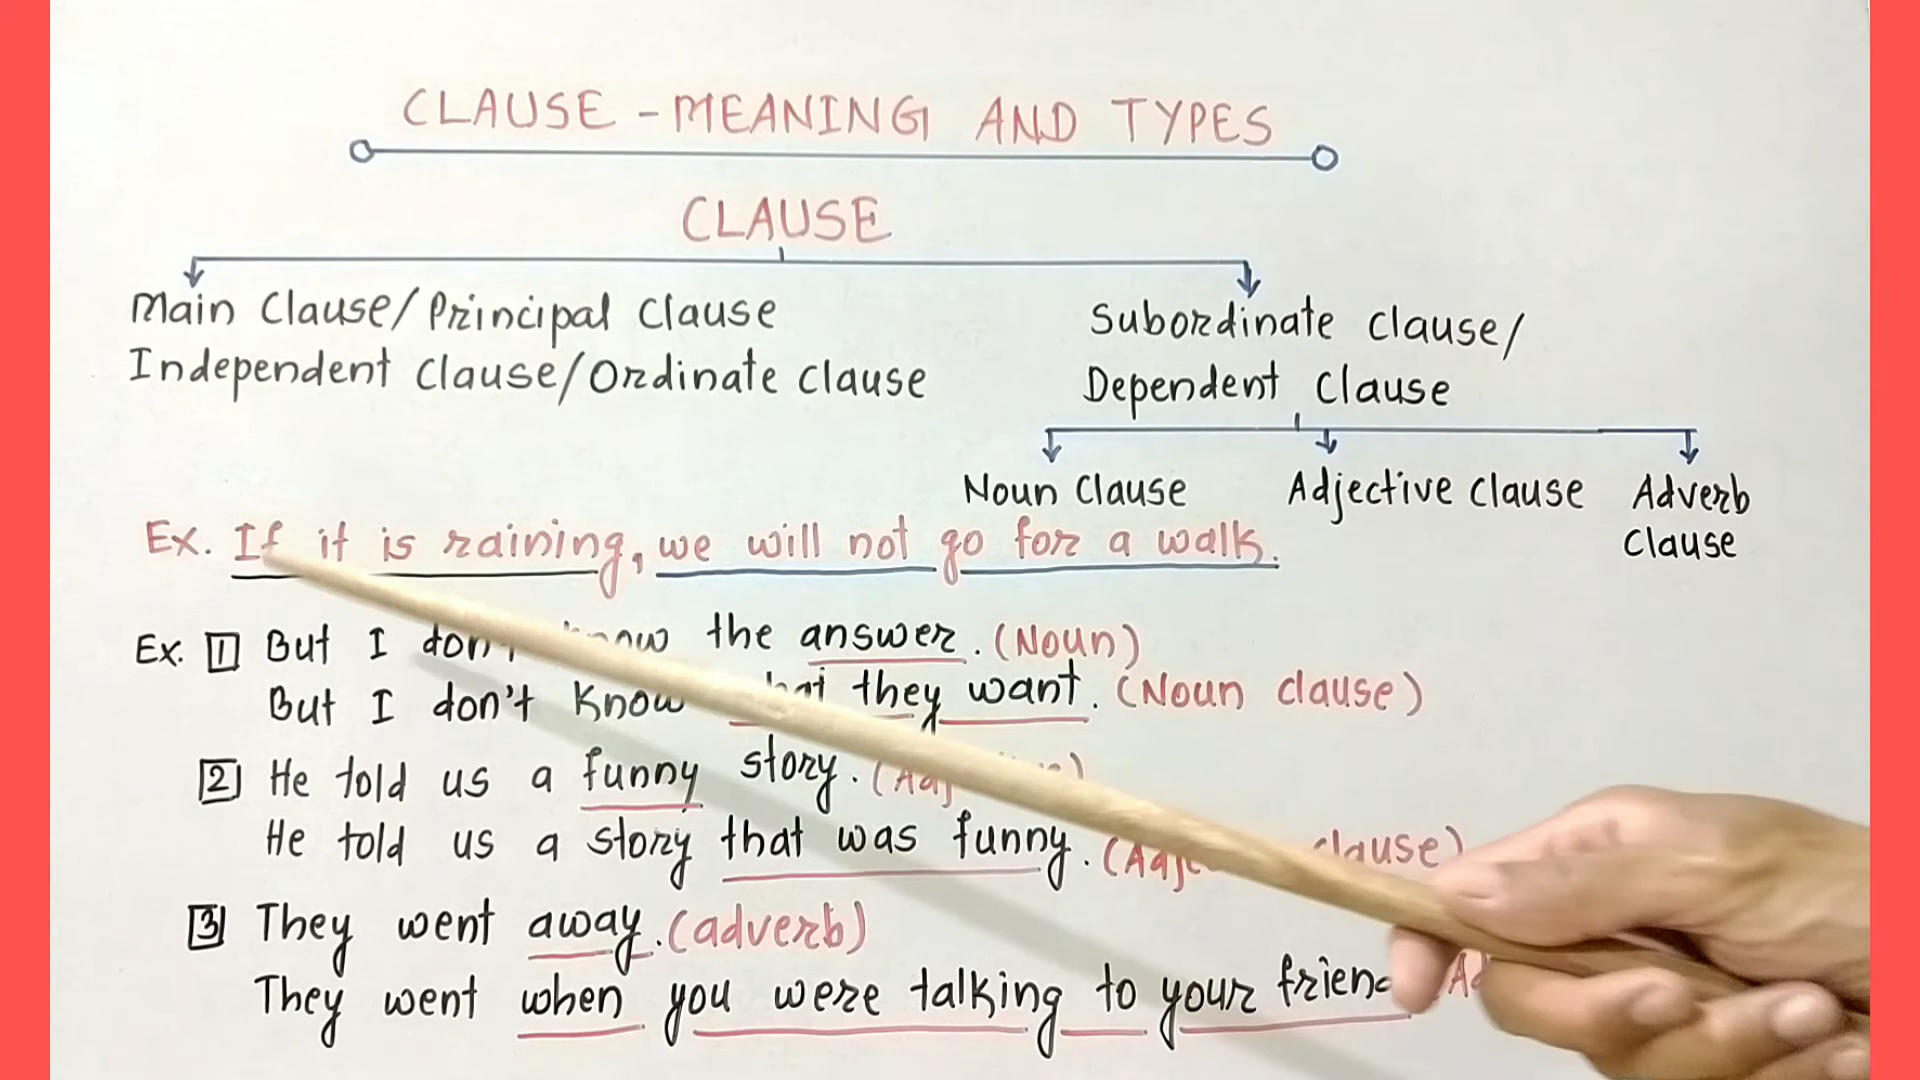 CLAUSE - MEANING AND TYPES
CLAUSE
Main Clause/Principal Clause
Independent Clause/Ordinate clause
Subordinate clause/
Dependent Clause
Noun Clause
Adjective clause
Adverb
clause
Ex. If it is raining, we will not go for a walk.
Ex. 1 But I don't the answer. (Noun)
But I don't know they want. (Noun clause)
2 He told us a funny story.
He told us a story that was funny. clause)
3 They went away. (adverb)
They went when you were talking to your